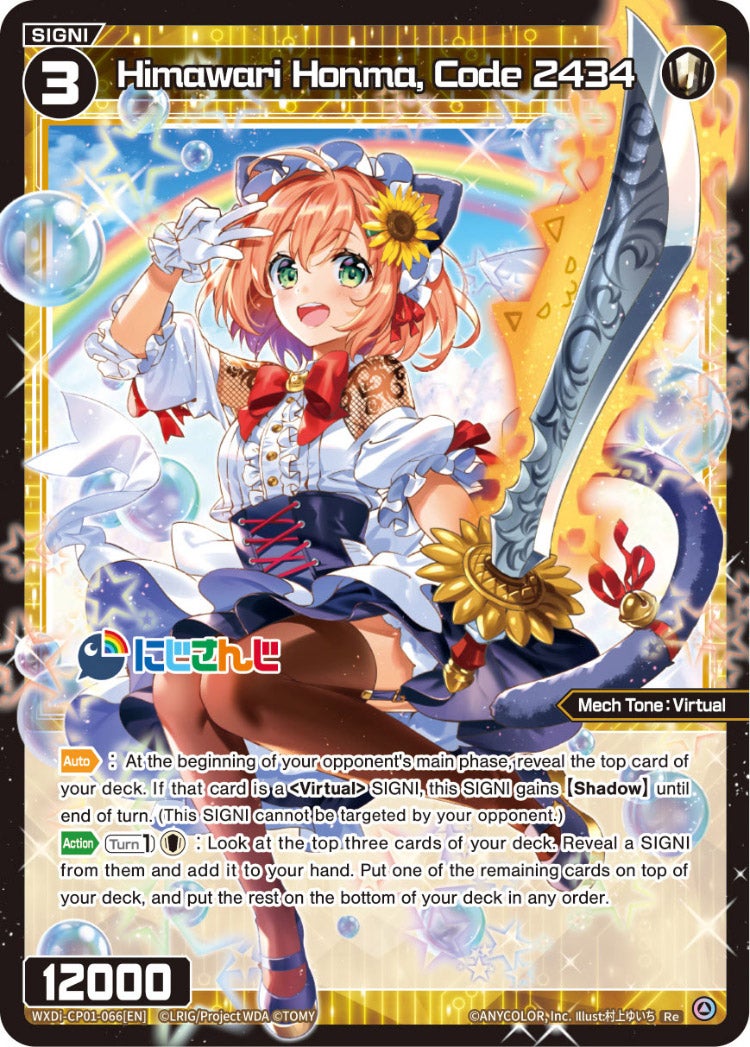 SIGNI
3
Himawari Honma, Code 2434
にじさんじ
Mech Tone：Virtual
Auto : At the beginning of your opponent's main phase, reveal the top card of
your deck. If that card is a <Virtual> SIGNI, this SIGNI gains 【Shadow】 until
end of turn. (This SIGNI cannot be targeted by your opponent.)
Action Turn 1 : Look at the top three cards of your deck. Reveal a SIGNI
from them and add it to your hand. Put one of the remaining cards on top of
your deck, and put the rest on the bottom of your deck in any order.
12000
WXDi-CP01-066[EN] ©LRIG/Project WDA ©TOMY ©ANYCOLOR, Inc. Illust:村上ゆいち Re